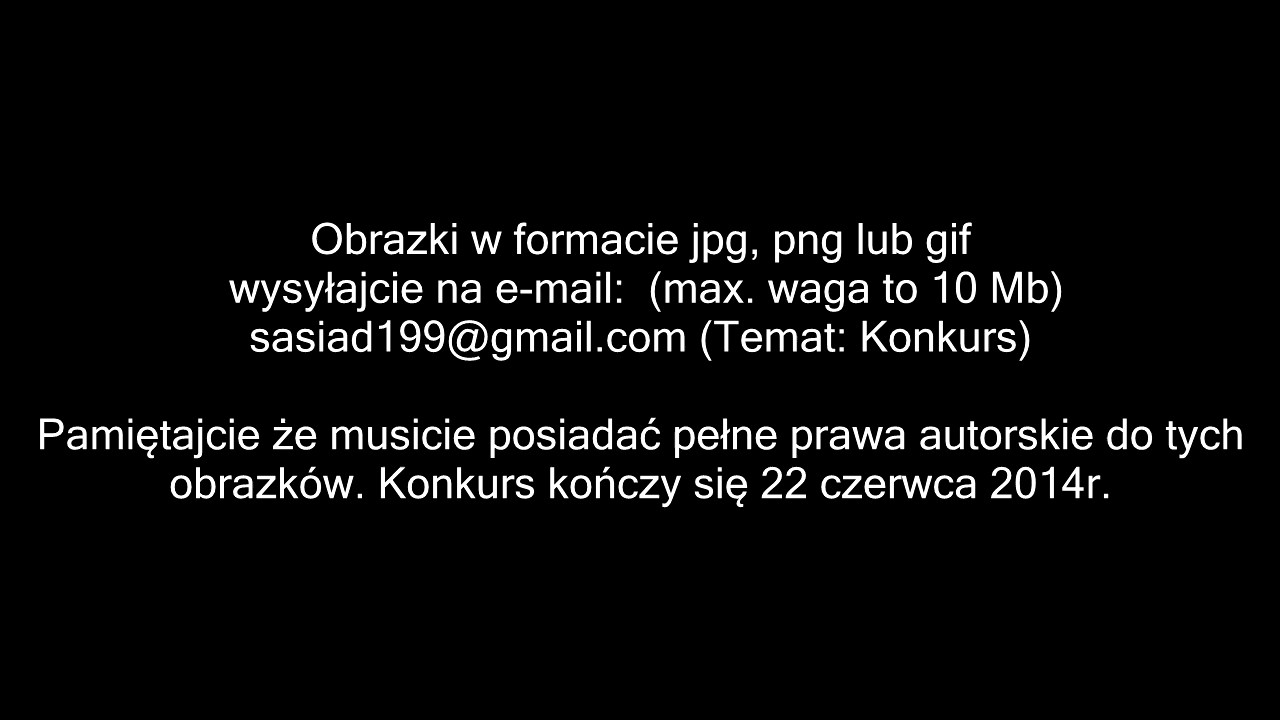 Obrazki w formacie jpg, png lub gif
wysyłajcie na e-mail:  (max. waga to 10 Mb)
sasiad199@gmail.com (Temat: Konkurs)
Pamiętajcie że musicie posiadać pełne prawa autorskie do tych
obrazków. Konkurs kończy się 22 czerwca 2014r.